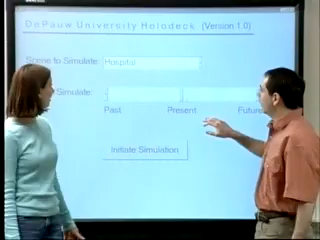 DePauw University Holodeck (Version 1.0)
Scene to Simulate: Hospital
Simulate:
Past Present Future
Initiate Simulation